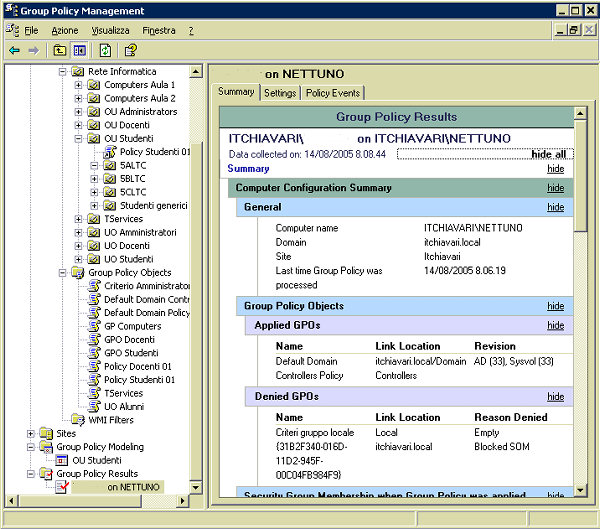 Group Policy Management
File Azione Visualizza Finestra ?
Rete Informatica
Computers Aula 1
Computers Aula 2
OU Administrators
OU Docenti
OU Studenti
Policy Studenti 01
5ALTC
5BLTC
5CLTC
Studenti generici
TServices
UO Amministratori
UO Docenti
UO Studenti
Group Policy Objects
Criterio Amministrator
Default Domain Contr
Default Domain Policy
GP Computers
GPO Docenti
GPO Studenti
Policy Docenti 01
Policy Studenti 01
TServices
UO Alunni
WMI Filters
Sites
Group Policy Modeling
OU Studenti
Group Policy Results
on NETTUNO
on NETTUNO
Summary Settings Policy Events
Group Policy Results
ITCHIAVARI\ on ITCHIAVARI\NETTUNO
Data collected on: 14/08/2005 8.08.44 hide all
Summary hide
Computer Configuration Summary hide
General hide
Computer name ITCHIAVARI\NETTUNO
Domain itchiavari.local
Site Itchiavari
Last time Group Policy was 14/08/2005 8.06.19
processed
Group Policy Objects hide
Applied GPOs hide
Name Link Location Revision
Default Domain itchiavari.local/Domain AD (33), Sysvol (33)
Controllers Policy Controllers
Denied GPOs hide
Name Link Location Reason Denied
Criteri gruppo locale Local Empty
{31B2F340-016D- itchiavari.local Blocked SOM
11D2-945F-
00C04FB984F9}
Security Group Membership when Group Policy was applied hide